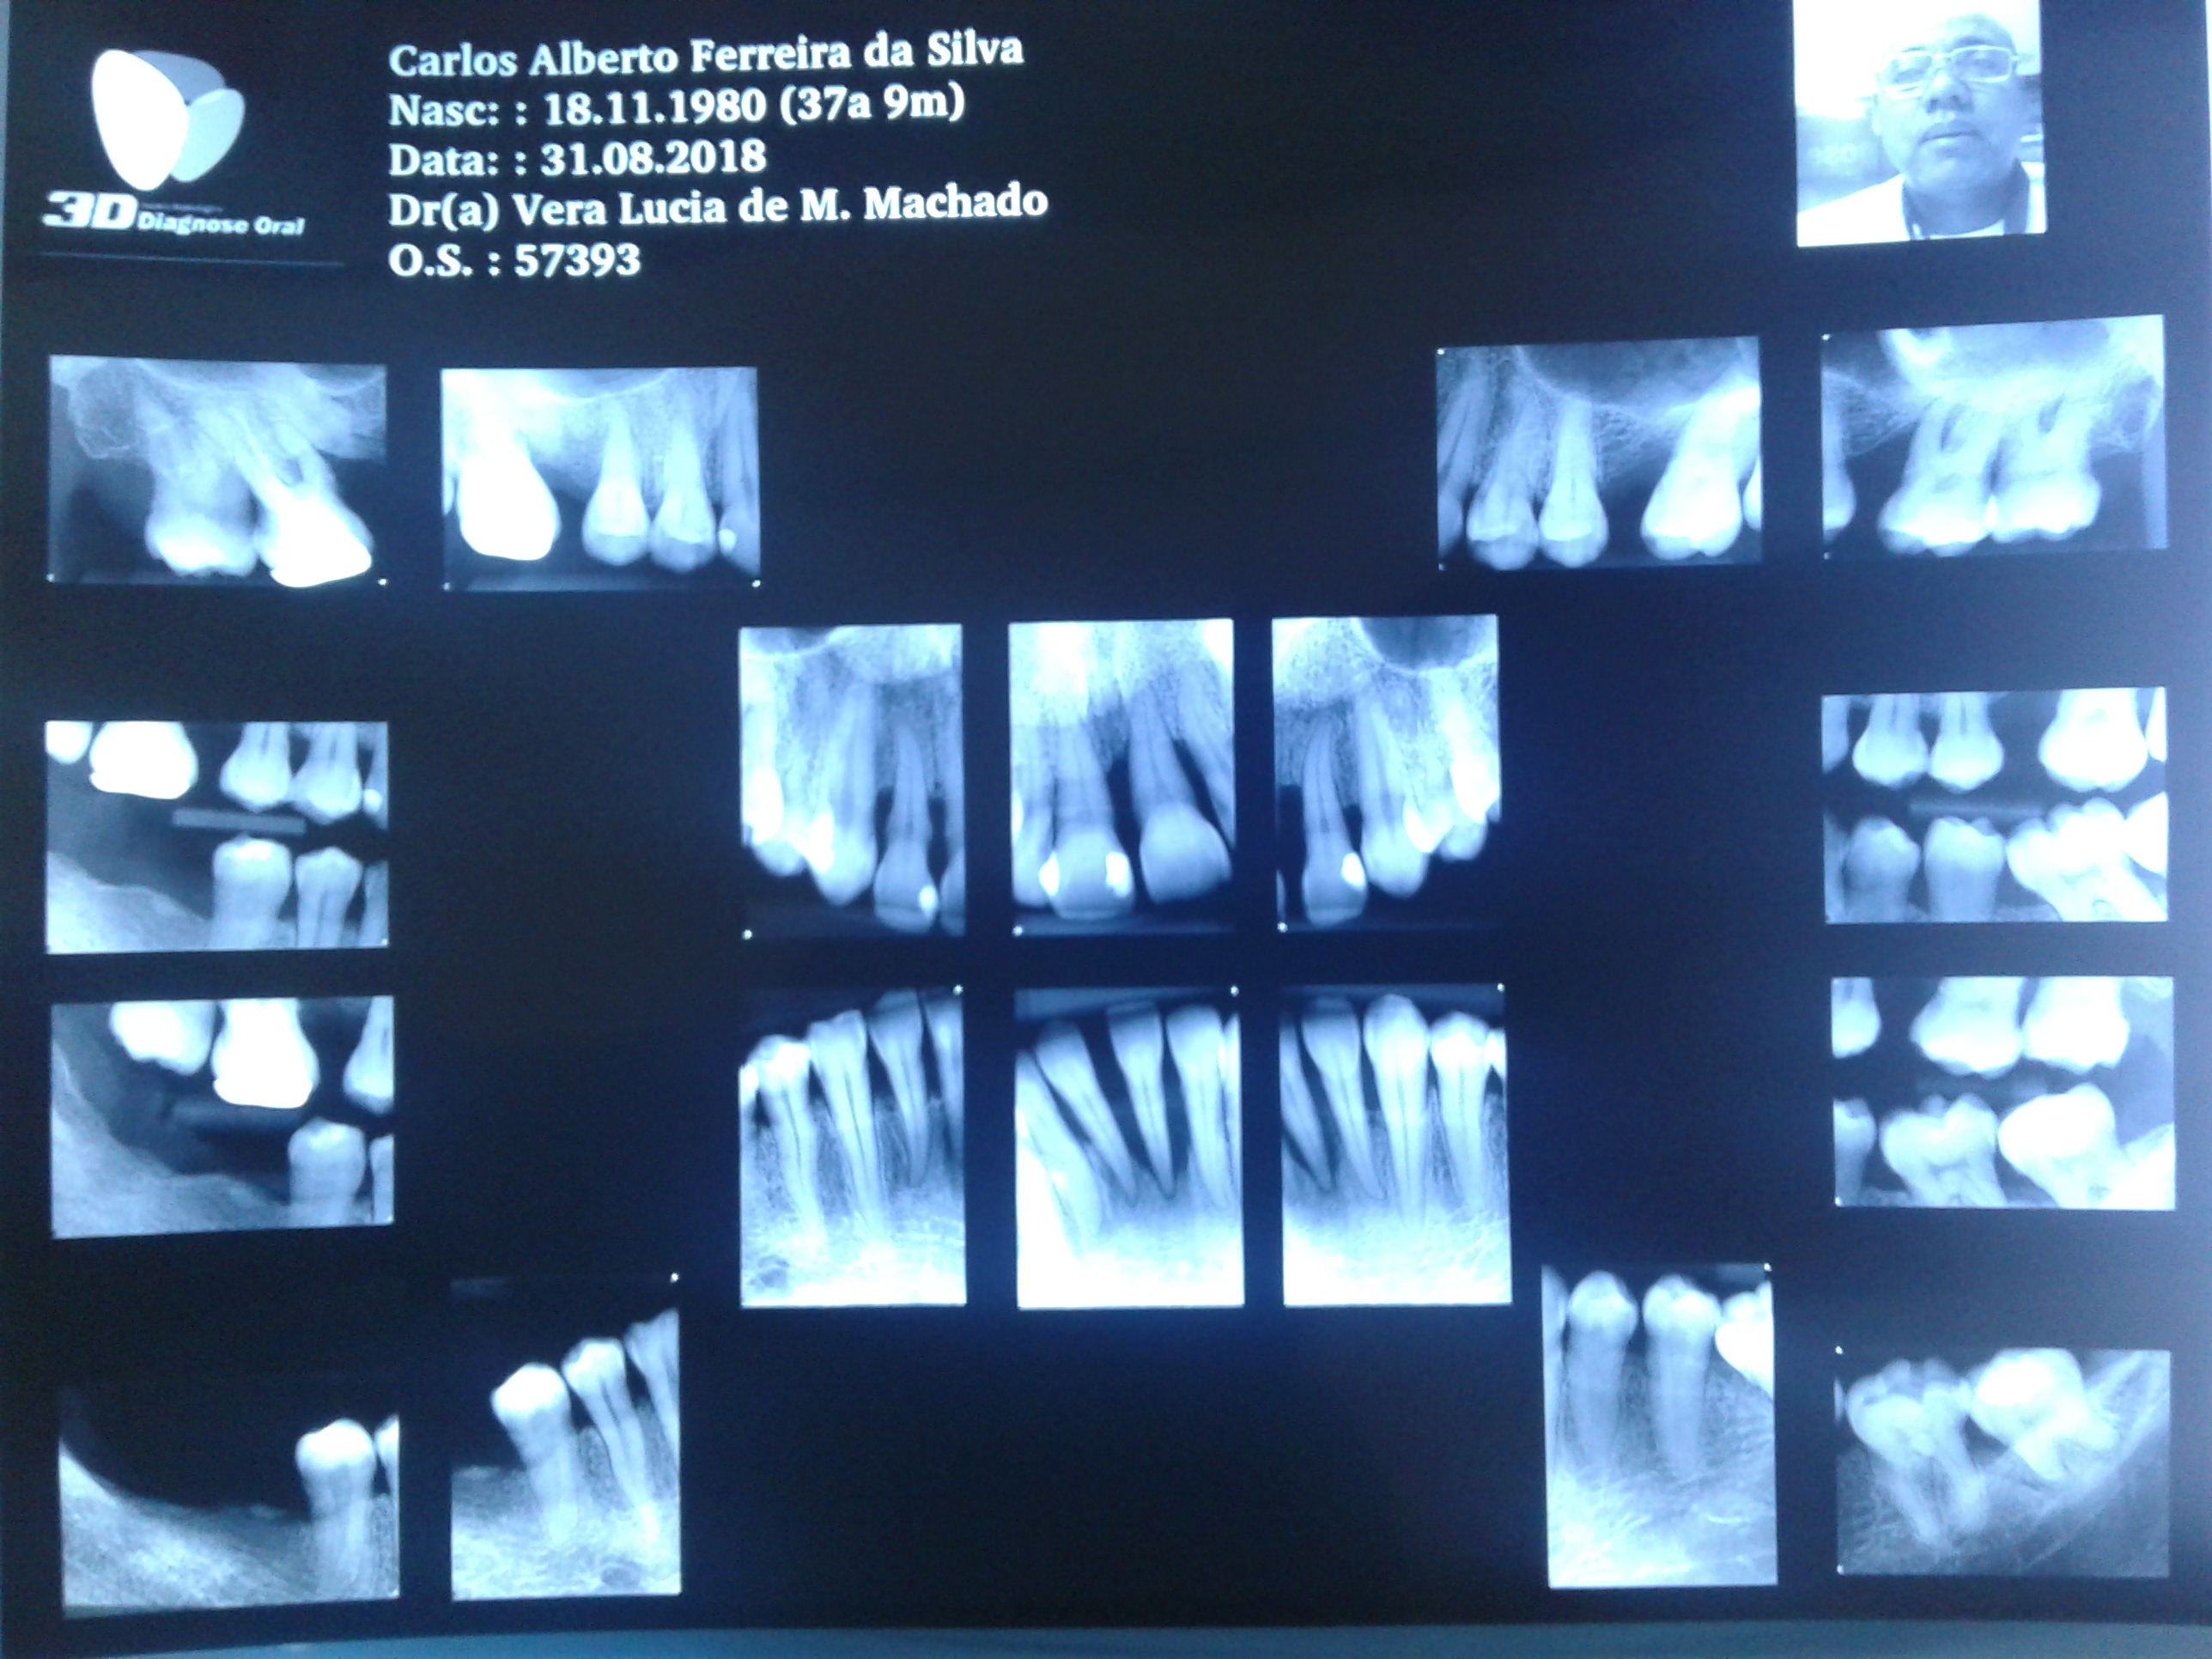 Carlos Alberto Ferreira da Silva
Nasc: : 18.11.1980 (37a 9m)
Data: : 31.08.2018
Dr(a) Vera Lucia de M. Machado
O.S. : 57393
3D Diagnose Oral